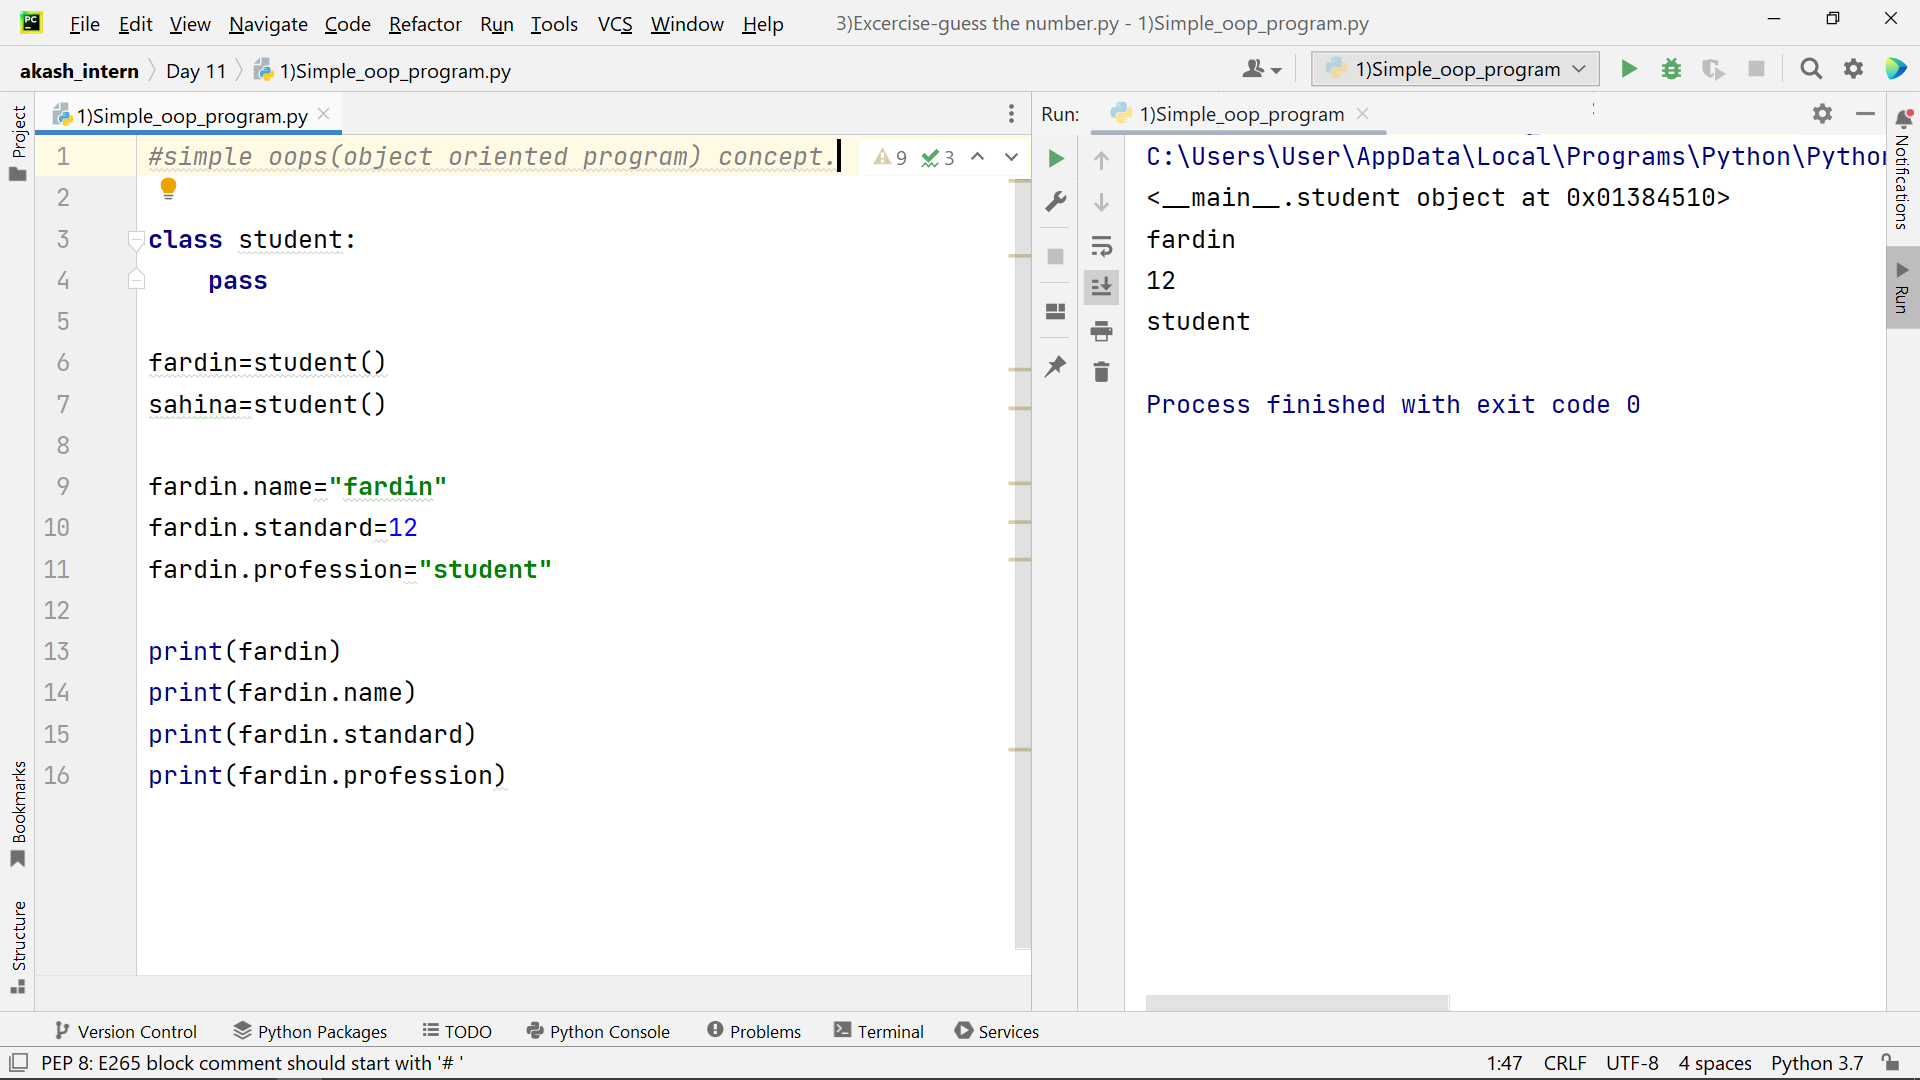 PC
File Edit View Navigate Code Refactor Run Tools VCS Window Help 3)Excercise-guess the number.py - 1)Simple_oop_program.py
akash_intern Day 11 1)Simple_oop_program.py 1)Simple_oop_program
Project
1)Simple_oop_program.py
Run: 1)Simple_oop_program
Notifications
Run
1 #simple oops(object oriented program) concept. 9 3
2
3 class student:
4     pass
5
6 fardin=student()
7 sahina=student()
8
9 fardin.name="fardin"
10 fardin.standard=12
11 fardin.profession="student"
12
13 print(fardin)
14 print(fardin.name)
15 print(fardin.standard)
16 print(fardin.profession)
C:\Users\User\AppData\Local\Programs\Python\Pytho
<__main__.student object at 0x01384510>
fardin
12
student
Process finished with exit code 0
Bookmarks
Structure
Version Control Python Packages TODO Python Console Problems Terminal Services
PEP 8: E265 block comment should start with '# ' 1:47 CRLF UTF-8 4 spaces Python 3.7